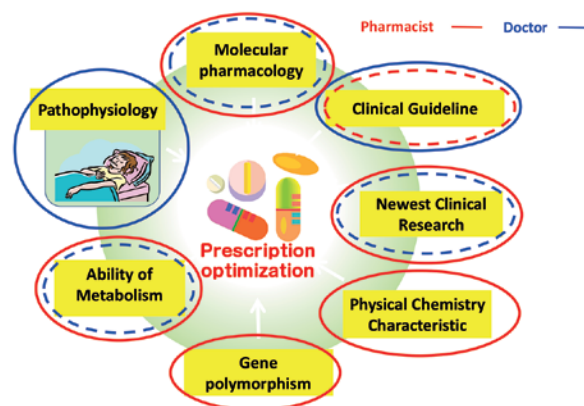 Pharmacist
Doctor
Molecular
pharmacology
Pathophysiology
Clinical Guideline
Newest Clinical
Research
Prescription
optimization
Ability of
Metabolism
Physical Chemistry
Characteristic
Gene
polymorphism